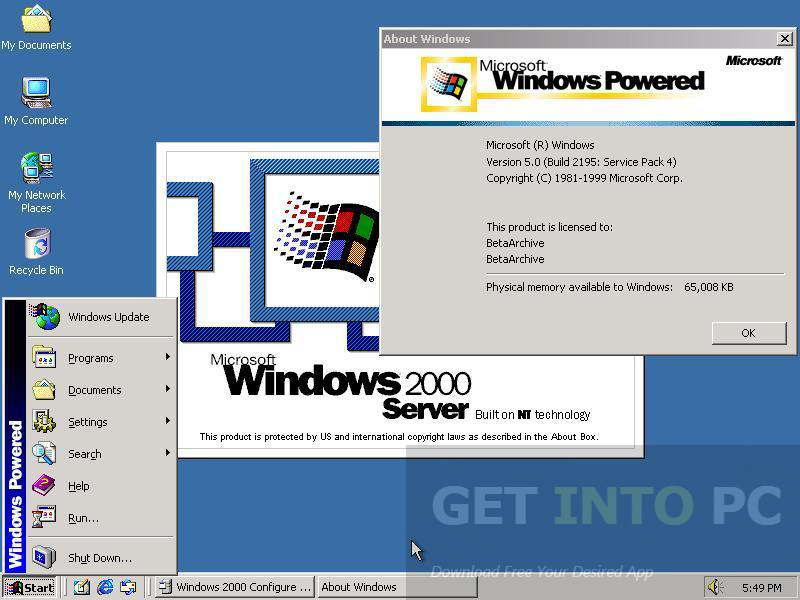 My Documents
My Computer
My Network
Places
Recycle Bin
About Windows
Microsoft
Windows Powered
Microsoft
Microsoft (R) Windows
Version 5.0 (Build 2195: Service Pack 4)
Copyright (C) 1981-1999 Microsoft Corp.
This product is licensed to:
BetaArchive
BetaArchive
Physical memory available to Windows: 65,008 KB
OK
Microsoft
Windows 2000
Server
Built on NT technology
This product is protected by US and international copyright laws as described in the About Box.
Windows Powered
Windows Update
Programs
Documents
Settings
Search
Help
Run...
Shut Down...
GET INTO PC
Download Free Your Desired App
Start
Windows 2000 Configure ...
About Windows
5:49 PM